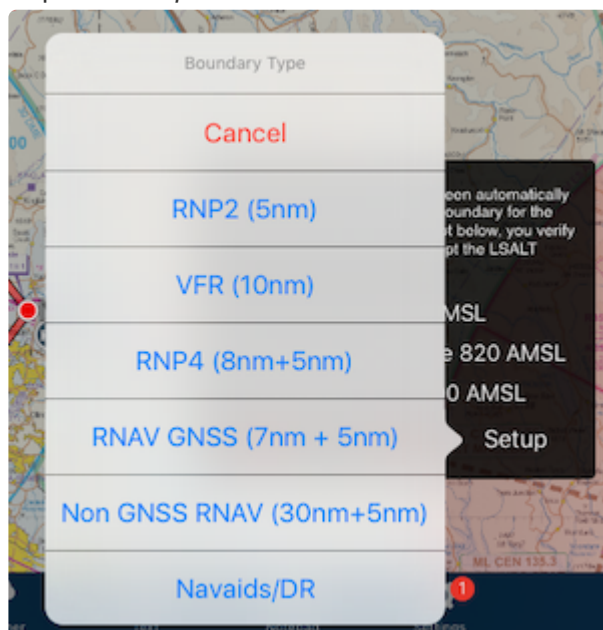 Boundary Type
Cancel
RNP2 (5nm)
een automatically
oundary for the
t below, you verify
pt the LSALT
VFR (10nm)
MSL
RNP4 (8nm+5nm)
e 820 AMSL
0 AMSL
RNAV GNSS (7nm + 5nm)
Setup
Non GNSS RNAV (30nm+5nm)
ML CEN 135.3
Navaids/DR
1